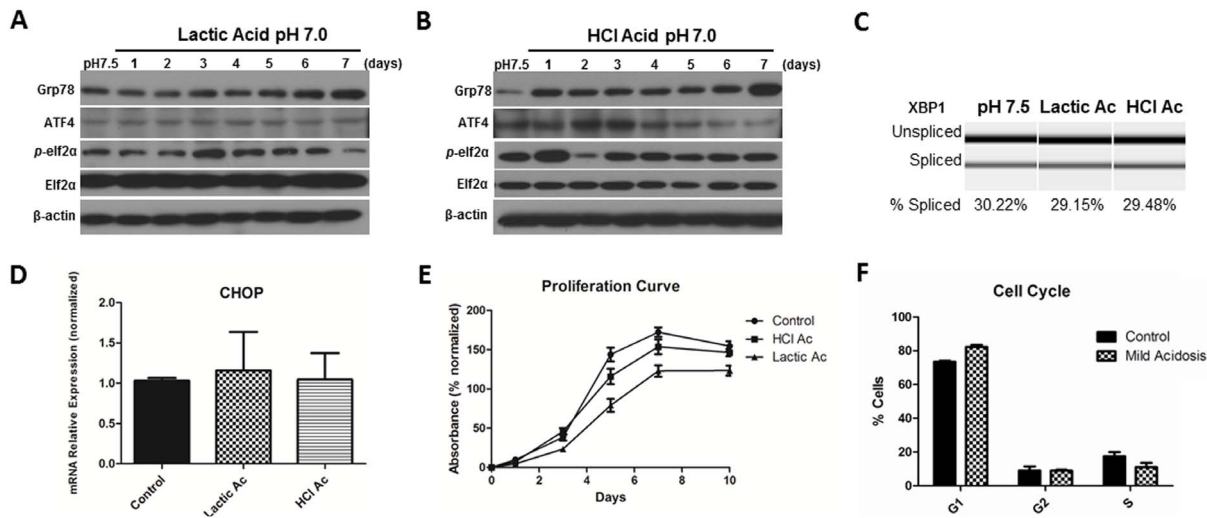 A
Lactic Acid pH 7.0
pH7.5 1 2 3 4 5 6 7 (days)
Grp78
ATF4
p-eIf2α
EIf2α
β-actin
B
HCl Acid pH 7.0
pH7.5 1 2 3 4 5 6 7 (days)
Grp78
ATF4
p-eIf2α
EIf2α
β-actin
C
XBP1 pH 7.5 Lactic Ac HCl Ac
Unspliced
Spliced
% Spliced 30.22% 29.15% 29.48%
D
CHOP
mRNA Relative Expression (normalized)
2.0
1.5
1.0
0.5
0.0
Control
Lactic Ac
HCl Ac
E
Proliferation Curve
Absorbance (% normalized)
200
150
100
50
0
0 2 4 6 8 10
Days
Control
HCl Ac
Lactic Ac
F
Cell Cycle
% Cells
100
80
60
40
20
0
G1
G2
S
Control
Mild Acidosis